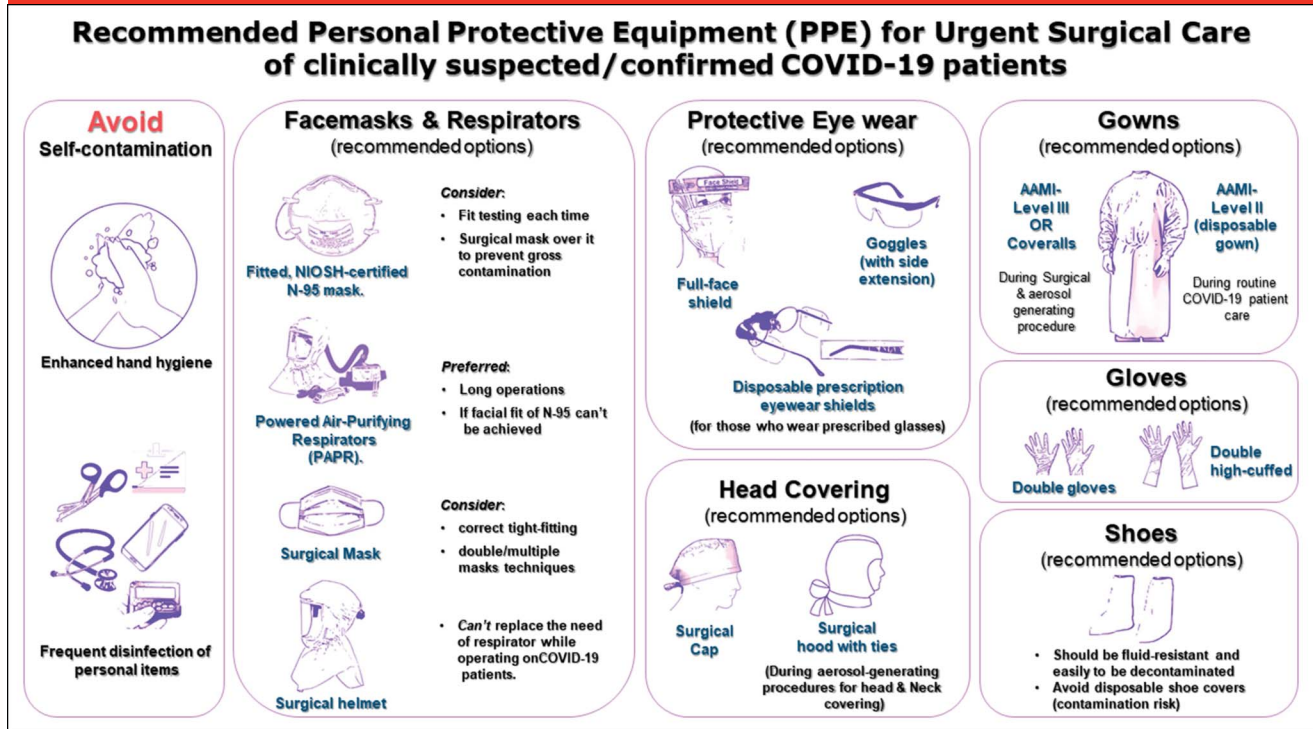 Recommended Personal Protective Equipment (PPE) for Urgent Surgical Care
of clinically suspected/confirmed COVID-19 patients
Avoid
Self-contamination
Enhanced hand hygiene
Frequent disinfection of
personal items
Facemasks & Respirators
(recommended options)
Fitted, NIOSH-certified
N-95 mask.
Consider:
• Fit testing each time
• Surgical mask over it
to prevent gross
contamination
Powered Air-Purifying
Respirators
(PAPR).
Preferred:
• Long operations
• If facial fit of N-95 can't
be achieved
Surgical Mask
Consider:
• correct tight-fitting
• double/multiple
masks techniques
Surgical helmet
• Can't replace the need
of respirator while
operating onCOVID-19
patients.
Protective Eye wear
(recommended options)
Face Shied
Full-face
shield
Goggles
(with side
extension)
Disposable prescription
eyewear shields
(for those who wear prescribed glasses)
Head Covering
(recommended options)
Surgical
Cap
Surgical
hood with ties
(During aerosol-generating
procedures for head & Neck
covering)
Gowns
(recommended options)
AAMI-
Level III
OR
Coveralls
During Surgical
& aerosol
generating
procedure
AAMI-
Level II
(disposable
gown)
During routine
COVID-19 patient
care
Gloves
(recommended options)
Double gloves
Double
high-cuffed
Shoes
(recommended options)
• Should be fluid-resistant and
easily to be decontaminated
• Avoid disposable shoe covers
(contamination risk)